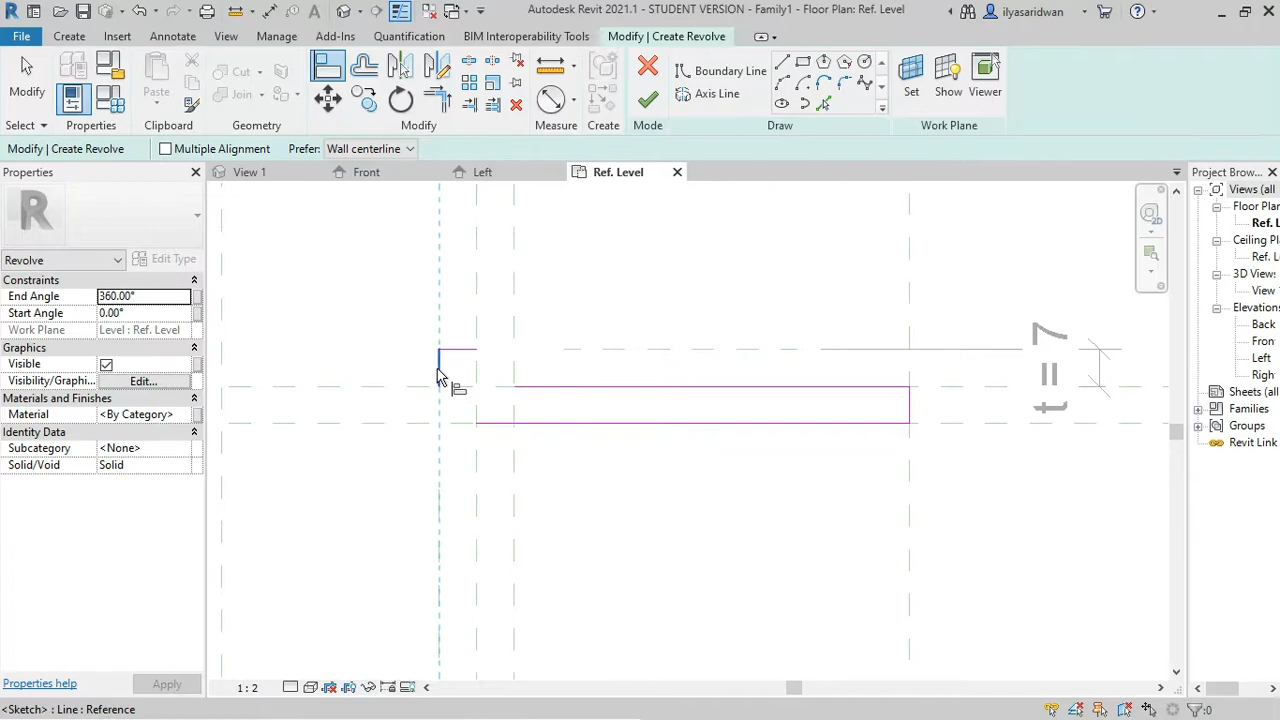 Autodesk Revit 2021.1 - STUDENT VERSION - Family1 - Floor Plan: Ref. Level
ilyasaridwan
File
Create
Insert
Annotate
View
Manage
Add-Ins
Quantification
BIM Interoperability Tools
Modify | Create Revolve
Modify
Paste
Cut
Join
Boundary Line
Axis Line
Set
Show
Viewer
Select
Properties
Clipboard
Geometry
Modify
Measure
Create
Mode
Draw
Work Plane
Modify | Create Revolve
Multiple Alignment
Prefer:
Wall centerline
Properties
View 1
Front
Left
Ref. Level
Project Brow...
R
Revolve
Edit Type
Constraints
End Angle
360.00°
Start Angle
0.00°
Work Plane
Level : Ref. Level
Graphics
Visible
Visibility/Graphi...
Edit...
Materials and Finishes
Material
<By Category>
Identity Data
Subcategory
<None>
Solid/Void
Solid
Properties help
Apply
t = 7
2D
Views (all
Floor Plan
Ref. L
Ceiling Pl
Ref. Le
3D View:
View
Elevations
Back
Front
Left
Right
Sheets (all
Families
Groups
Revit Link
1 : 2
<Sketch> : Line : Reference
:0